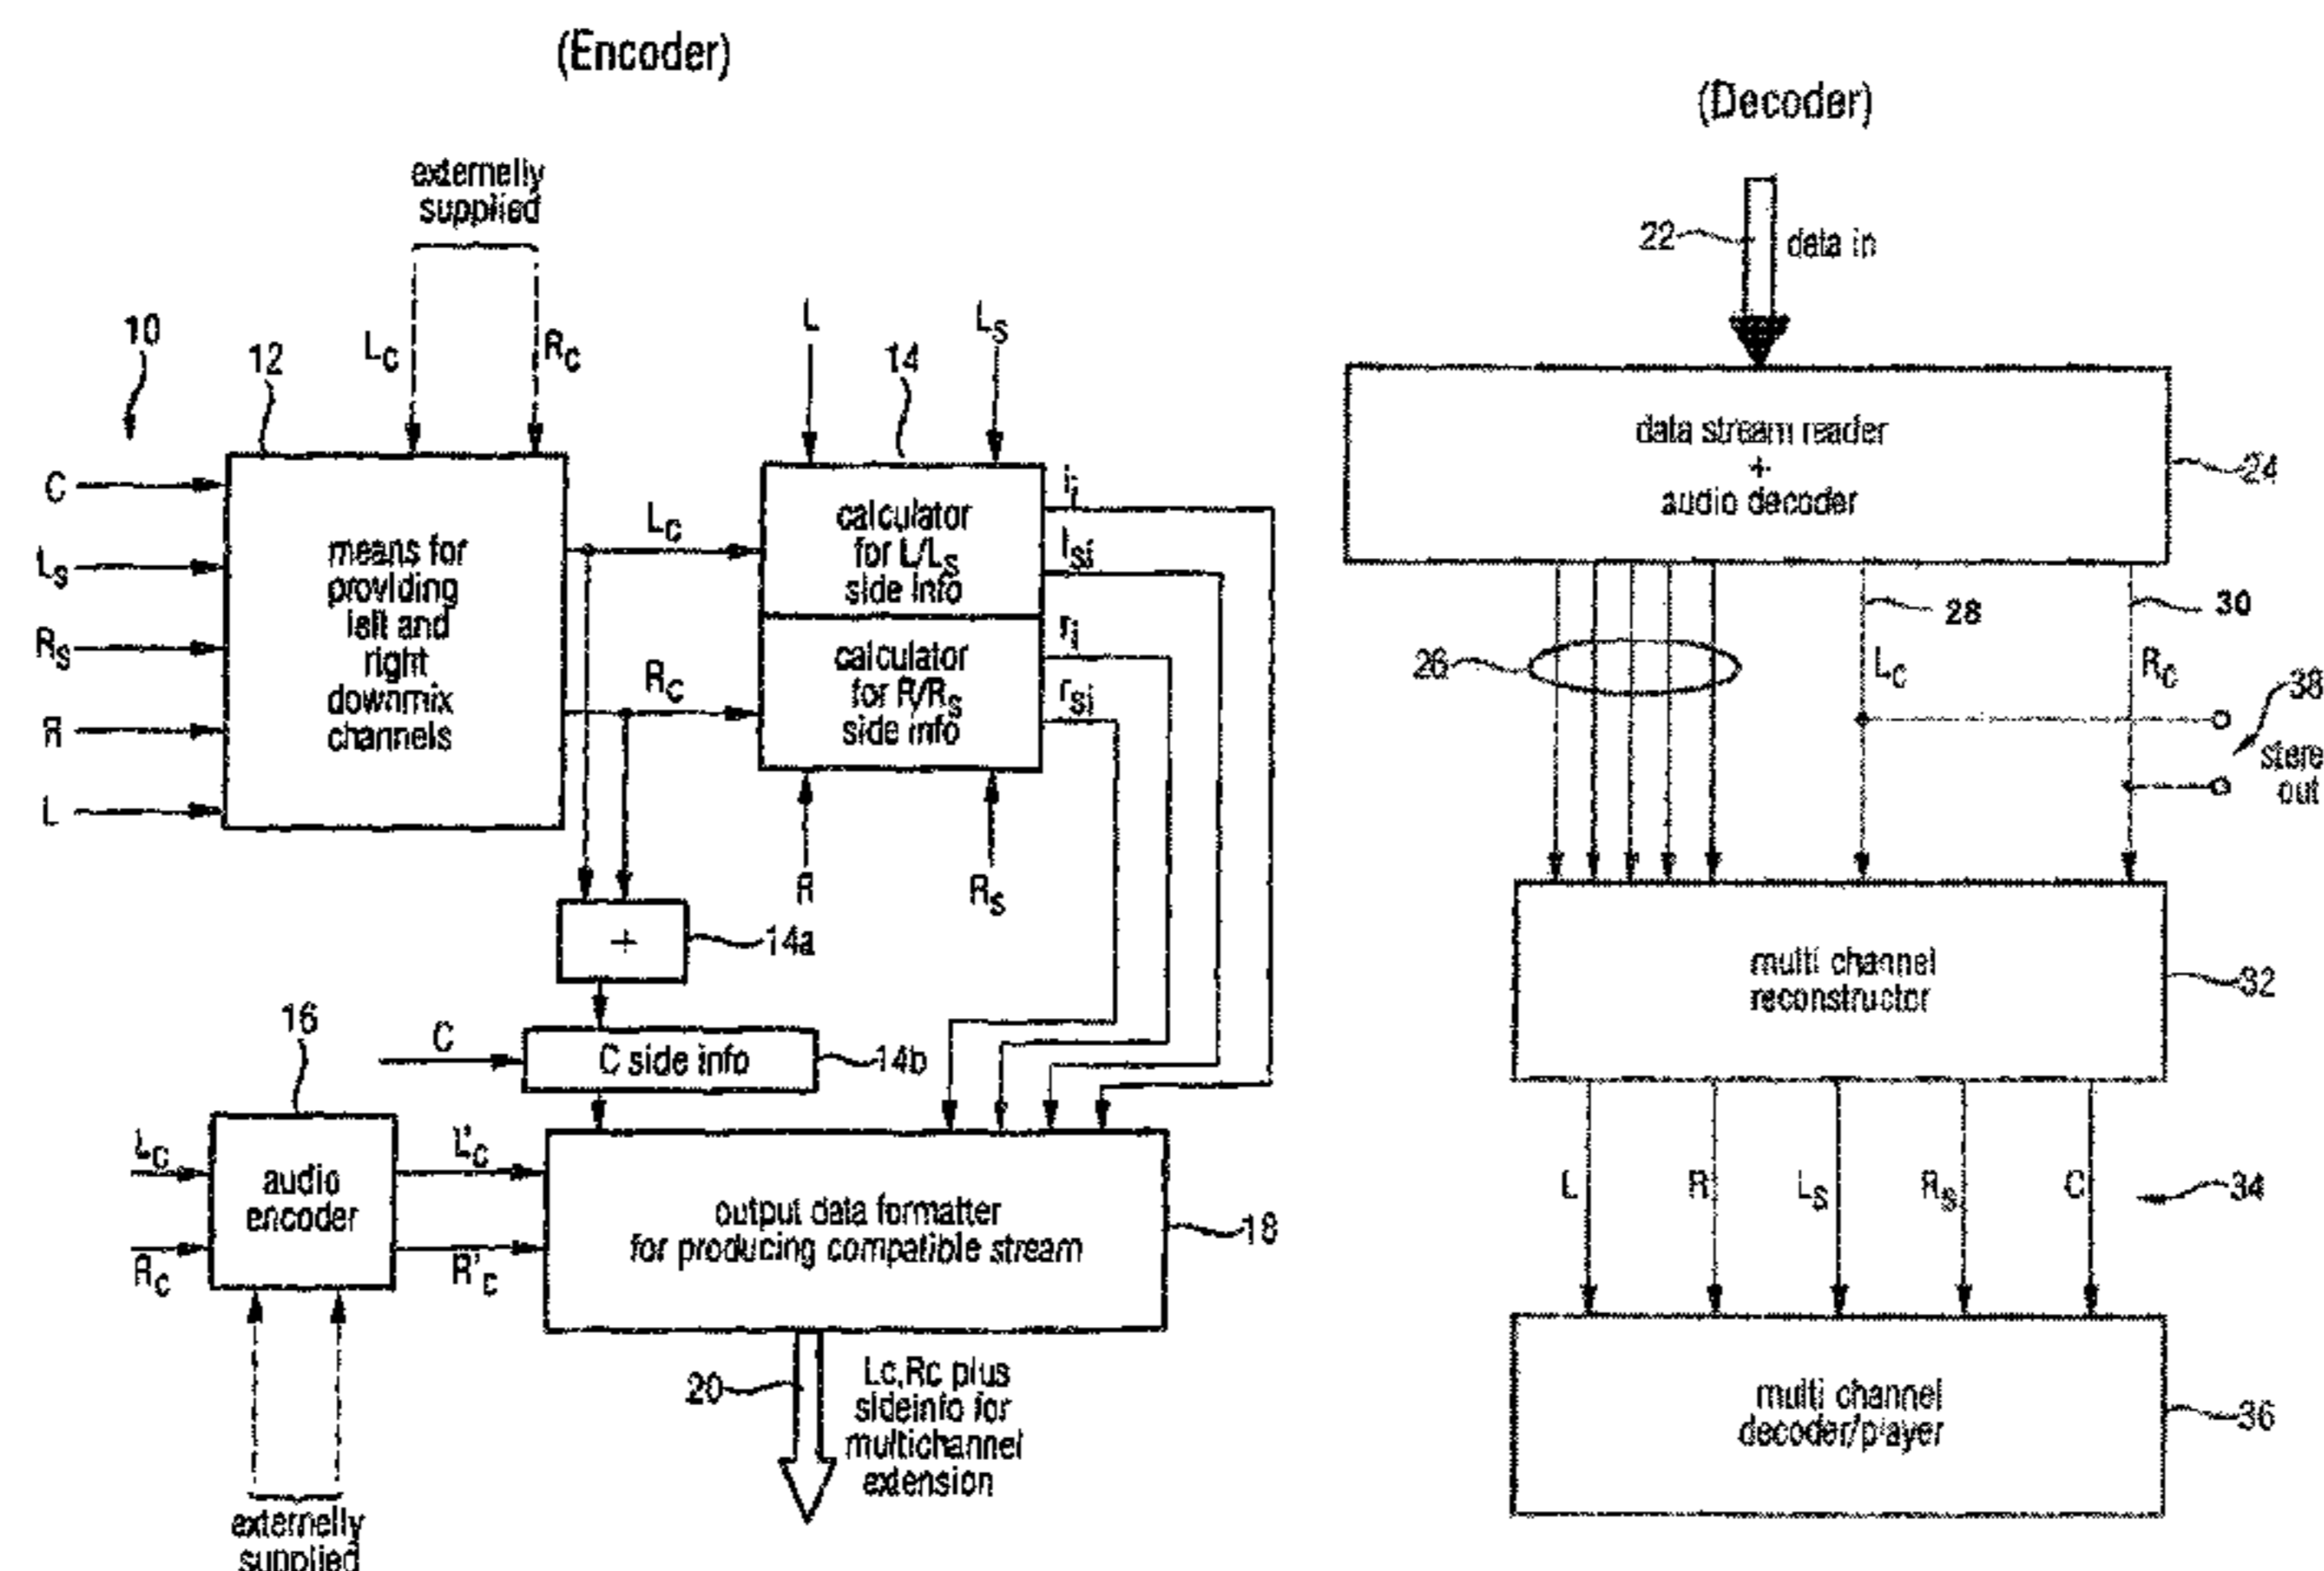 (Encoder)
externelly
supplied
10
12
Lc
Rc
L
Ls
14
C
Ls
Rs
R
L
means for
providing
left and
right
downmix
channels
Lc
Rc
calculator
for L/Ls
side info
calculator
for R/Rs
side info
lsi
ri
rsi
R
Rs
+
14a
C
C side info
14b
16
Lc
Rc
audio
encoder
L'c
R'c
output data formatter
for producing compatible stream
18
externelly
supplied
20
Lc,Rc plus
sideinfo for
multichannel
extension
(Decoder)
22
data in
data stream reader
+
audio decoder
24
26
28
30
Lc
Rc
38
stere
out
multi channel
reconstructor
32
L
R
Ls
Rs
C
34
multi channel
decoder/player
36